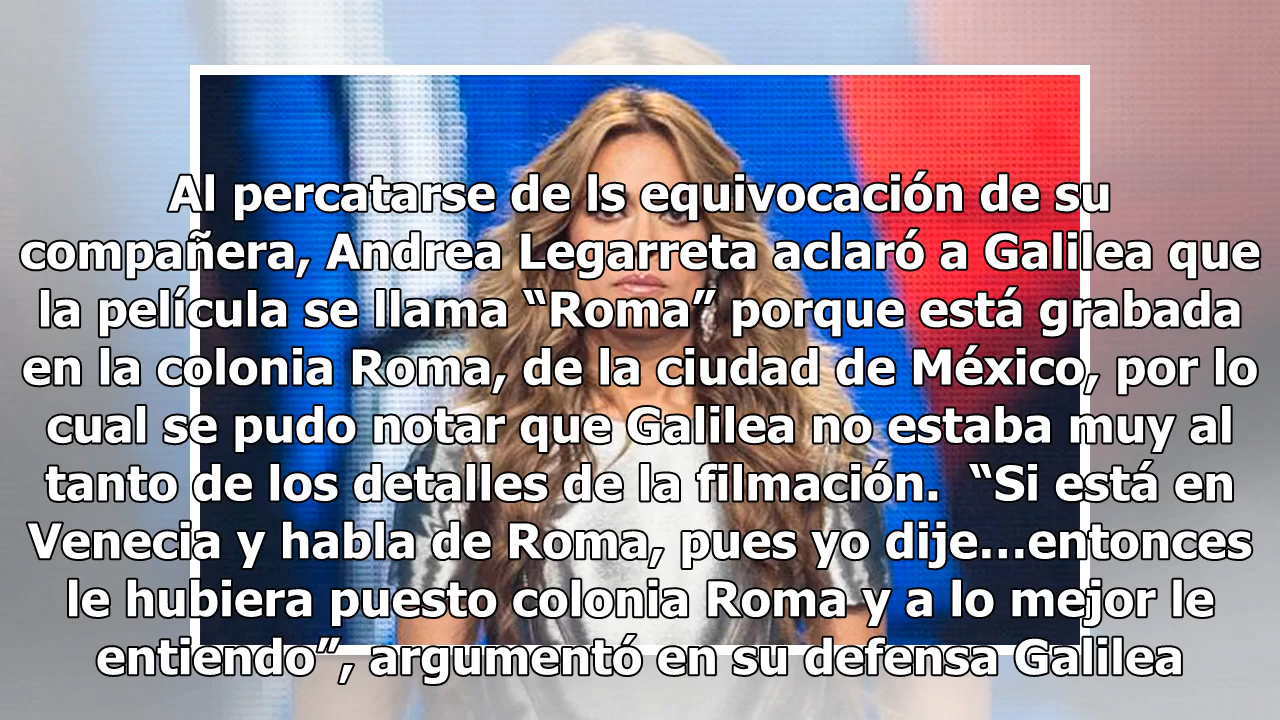 Al percatarse de ls equivocación de su
compañera, Andrea Legarreta aclaró a Galilea que
la película se llama “Roma” porque está grabada
en la colonia Roma, de la ciudad de México, por lo
cual se pudo notar que Galilea no estaba muy al
tanto de los detalles de la filmación.  “Si está en
Venecia y habla de Roma, pues yo dije...entonces
le hubiera puesto colonia Roma y a lo mejor le
entiendo”, argumentó en su defensa Galilea